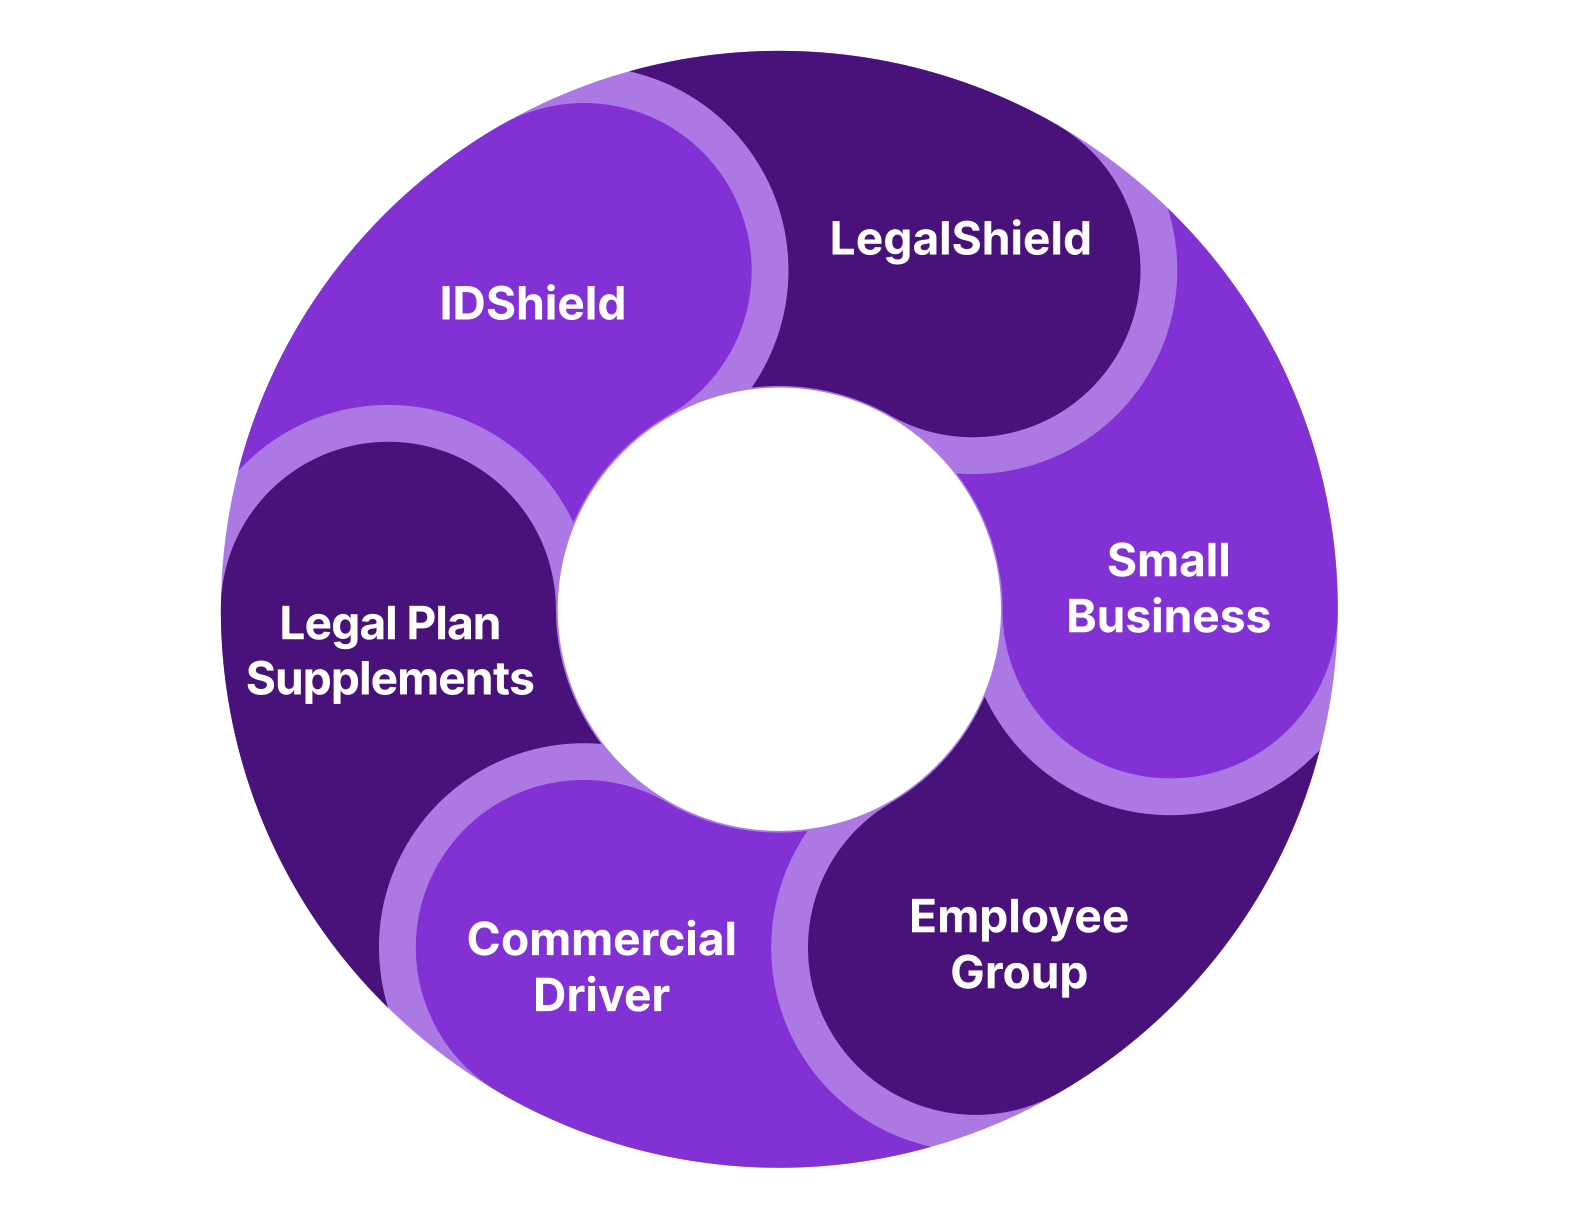 LegalShield
IDShield
Small
Business
Legal Plan
Supplements
Employee
Group
Commercial
Driver